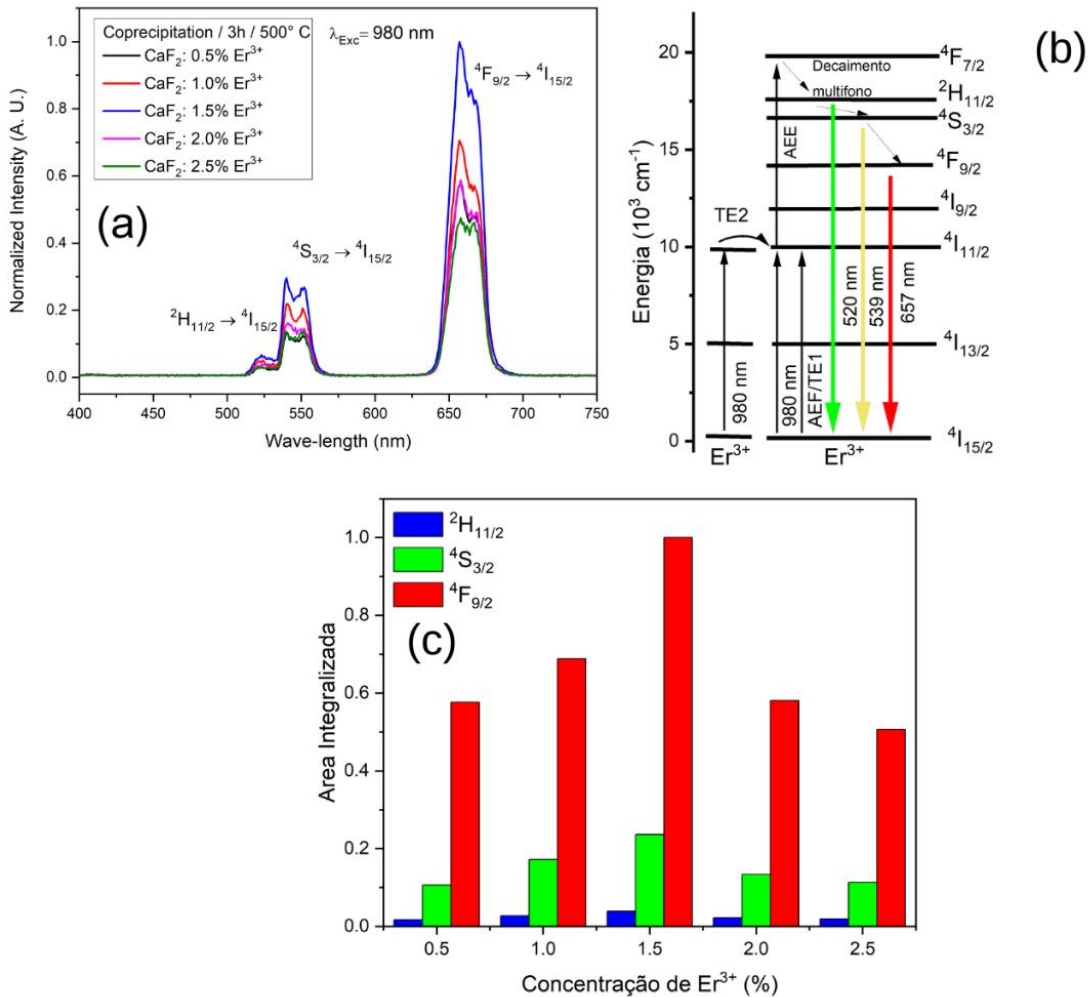 (a)
Coprecipitation / 3h / 500° C
CaF₂: 0.5% Er³⁺
CaF₂: 1.0% Er³⁺
CaF₂: 1.5% Er³⁺
CaF₂: 2.0% Er³⁺
CaF₂: 2.5% Er³⁺
λExc= 980 nm
⁴F9/2 → ⁴I15/2
⁴S3/2 → ⁴I15/2
²H11/2 → ⁴I15/2
Normalized Intensity (A. U.)
1.0
0.8
0.6
0.4
0.2
0.0
400 450 500 550 600 650 700 750
Wave-length (nm)
(b)
Energia (10³ cm⁻¹)
20
15
10
5
0
⁴F7/2
Decaimento
multifono
²H11/2
⁴S3/2
⁴F9/2
⁴I9/2
⁴I11/2
⁴I13/2
⁴I15/2
AEE
TE2
980 nm
980 nm
AEF/TE1
520 nm
539 nm
657 nm
Er³⁺ Er³⁺
(c)
²H11/2
⁴S3/2
⁴F9/2
Area Integralizada
1.0
0.8
0.6
0.4
0.2
0.0
0.5 1.0 1.5 2.0 2.5
Concentração de Er³⁺ (%)